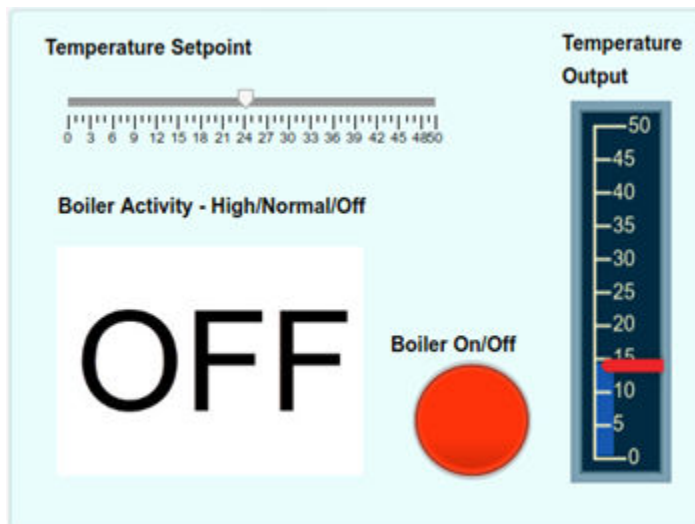 Temperature Setpoint
0 3 6 9 12 15 18 21 24 27 30 33 36 39 42 45 48 50
Boiler Activity - High/Normal/Off
OFF
Boiler On/Off
Temperature
Output
50
45
40
35
30
25
20
15
10
5
0